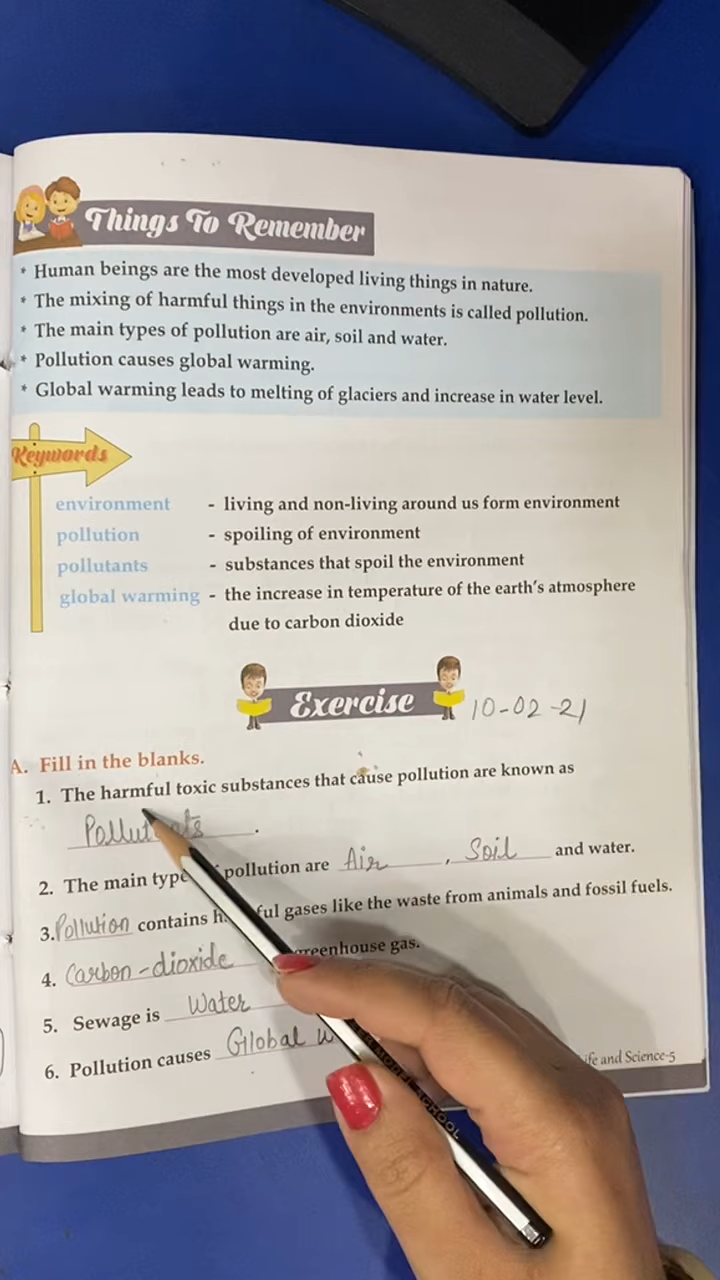 Things To Remember
* Human beings are the most developed living things in nature.
* The mixing of harmful things in the environments is called pollution.
* The main types of pollution are air, soil and water.
* Pollution causes global warming.
* Global warming leads to melting of glaciers and increase in water level.
Keywords
environment - living and non-living around us form environment
pollution - spoiling of environment
pollutants - substances that spoil the environment
global warming - the increase in temperature of the earth's atmosphere
due to carbon dioxide
Exercise 10-02-21
A. Fill in the blanks.
1. The harmful toxic substances that cause pollution are known as
Pollutants.
2. The main type pollution are Air, Soil and water.
3. Pollution contains ful gases like the waste from animals and fossil fuels.
4. Carbon-dioxide greenhouse gas.
5. Sewage is Water
6. Pollution causes Global
ife and Science-5
SCHOOL